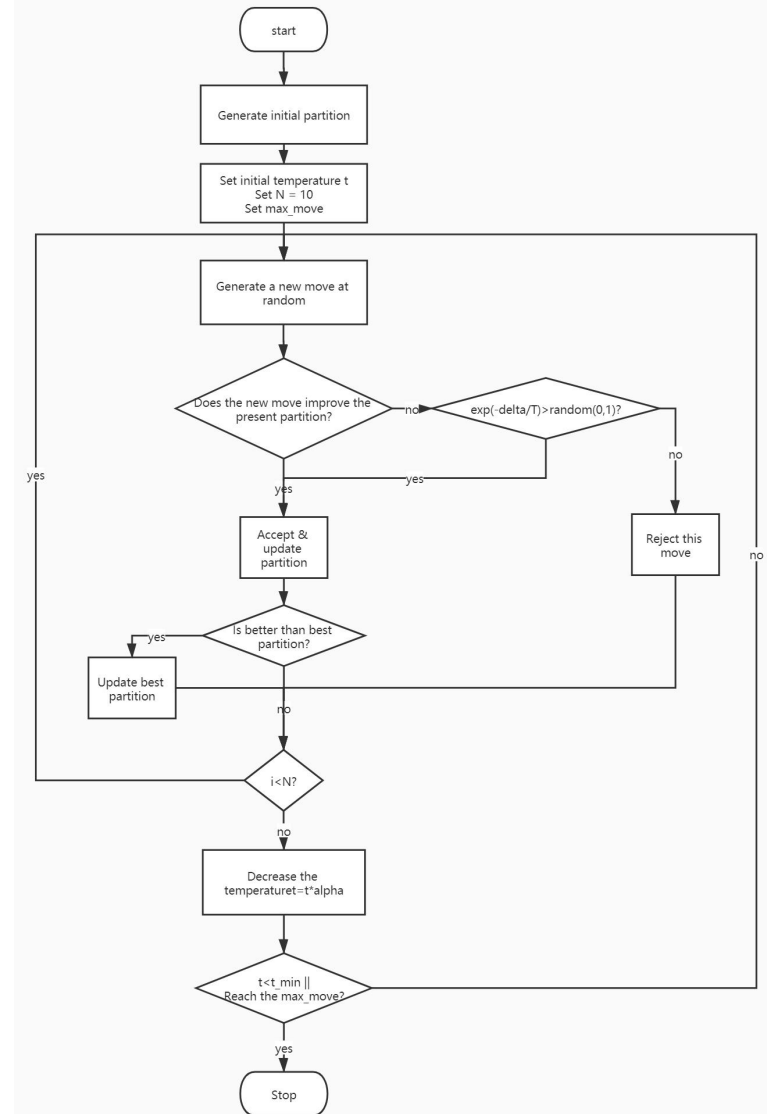 start
Generate initial partition
Set initial temperature t
Set N = 10
Set max_move
Generate a new move at
random
Does the new move improve the
present partition?
no
exp(-delta/T)>random(0,1)?
no
yes
yes
yes
Accept &
update
partition
Reject this
move
no
Is better than best
partition?
yes
Update best
partition
no
i<N?
no
Decrease the
temperaturet=t*alpha
t<t_min ||
Reach the max_move?
yes
Stop